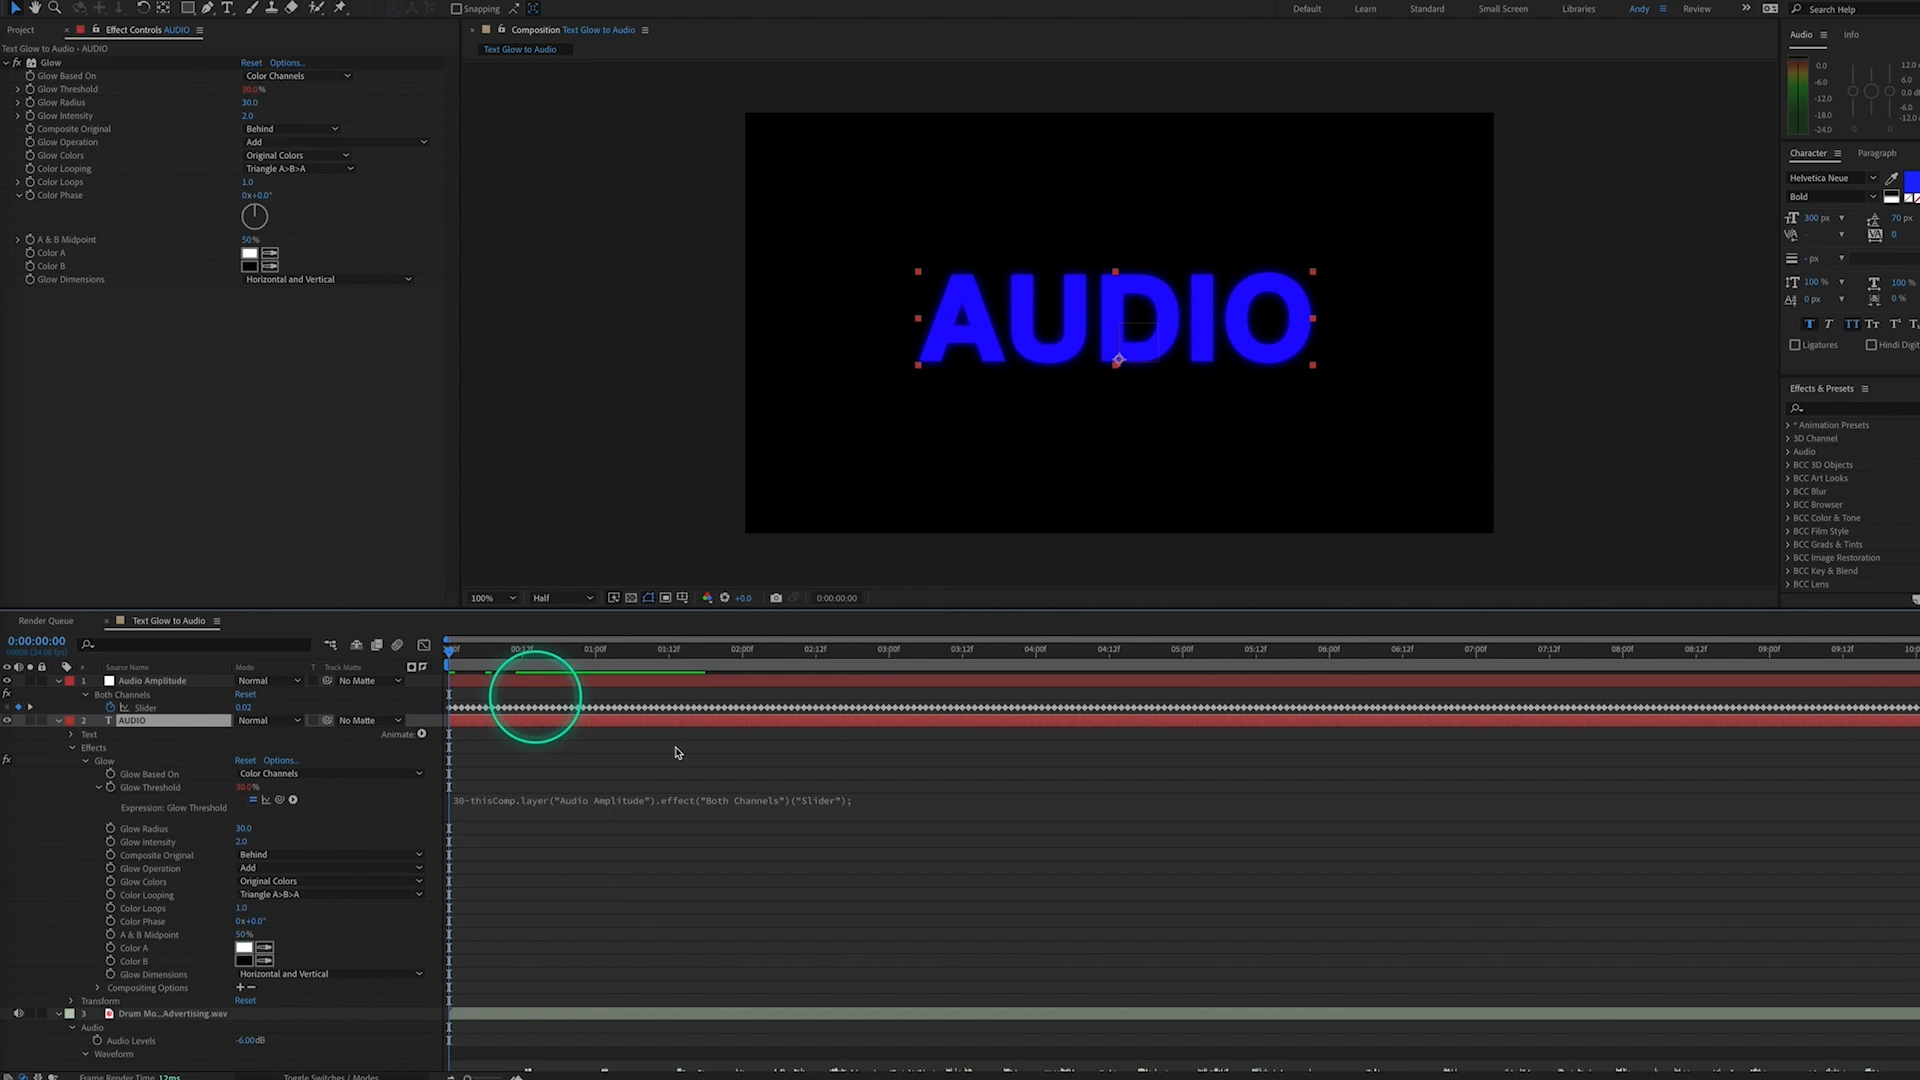 Snapping
Default
Learn
Standard
Small Screen
Libraries
Andy
Review
Search Help
Project
Effect Controls AUDIO
Text Glow to Audio • AUDIO
fx Glow Reset Options...
Glow Based On Color Channels
Glow Threshold 30.0%
Glow Radius 30.0
Glow Intensity 2.0
Composite Original Behind
Glow Operation Add
Glow Colors Original Colors
Color Looping Triangle A>B>A
Color Loops 1.0
Color Phase 0x+0.0°
A & B Midpoint 50%
Color A
Color B
Glow Dimensions Horizontal and Vertical
Composition Text Glow to Audio
Text Glow to Audio
AUDIO
100% Half +0.0 0:00:00:00
Audio Info
0.0
-6.0
-12.0
-18.0
-24.0
12.0
0.0 d
-12.0
0 0
Character Paragraph
Helvetica Neue
Bold
300 px 70 px
0
- px
100 % 100 %
0 px 0 %
Ligatures Hindi Digit
Effects & Presets
* Animation Presets
3D Channel
Audio
BCC 3D Objects
BCC Art Looks
BCC Blur
BCC Browser
BCC Color & Tone
BCC Film Style
BCC Grads & Tints
BCC Image Restoration
BCC Key & Blend
BCC Lens
Render Queue Text Glow to Audio
0:00:00:00
00000 (24.00 fps)
:00f 00:12f 01:00f 01:12f 02:00f 02:12f 03:00f 03:12f 04:00f 04:12f 05:00f 05:12f 06:00f 06:12f 07:00f 07:12f 08:00f 08:12f 09:00f 09:12f 10:0
# Source Name Mode T Track Matte
1 Audio Amplitude Normal No Matte
fx Both Channels Reset
Slider 0.02
2 T AUDIO Normal No Matte
Text Animate:
Effects
fx Glow Reset Options...
Glow Based On Color Channels
Glow Threshold 30.0%
Expression: Glow Threshold
30-thisComp.layer("Audio Amplitude").effect("Both Channels")("Slider");
Glow Radius 30.0
Glow Intensity 2.0
Composite Original Behind
Glow Operation Add
Glow Colors Original Colors
Color Looping Triangle A>B>A
Color Loops 1.0
Color Phase 0x+0.0°
A & B Midpoint 50%
Color A
Color B
Glow Dimensions Horizontal and Vertical
Compositing Options
Transform Reset
3 Drum Mo...Advertising.wav
Audio
Audio Levels -6.00dB
Waveform
Frame Render Time 12ms Toggle Switches / Modes